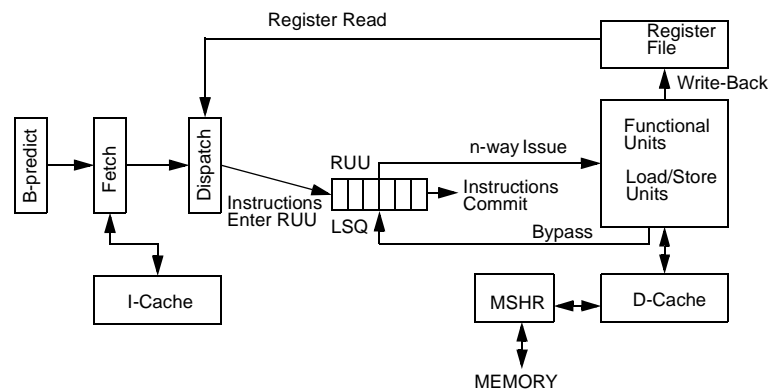 Register Read
Register
File
Write-Back
B-predict
Fetch
Dispatch
RUU
n-way Issue
Functional
Units
Load/Store
Units
Instructions
Enter RUU
Instructions
Commit
LSQ
Bypass
I-Cache
MSHR
D-Cache
MEMORY